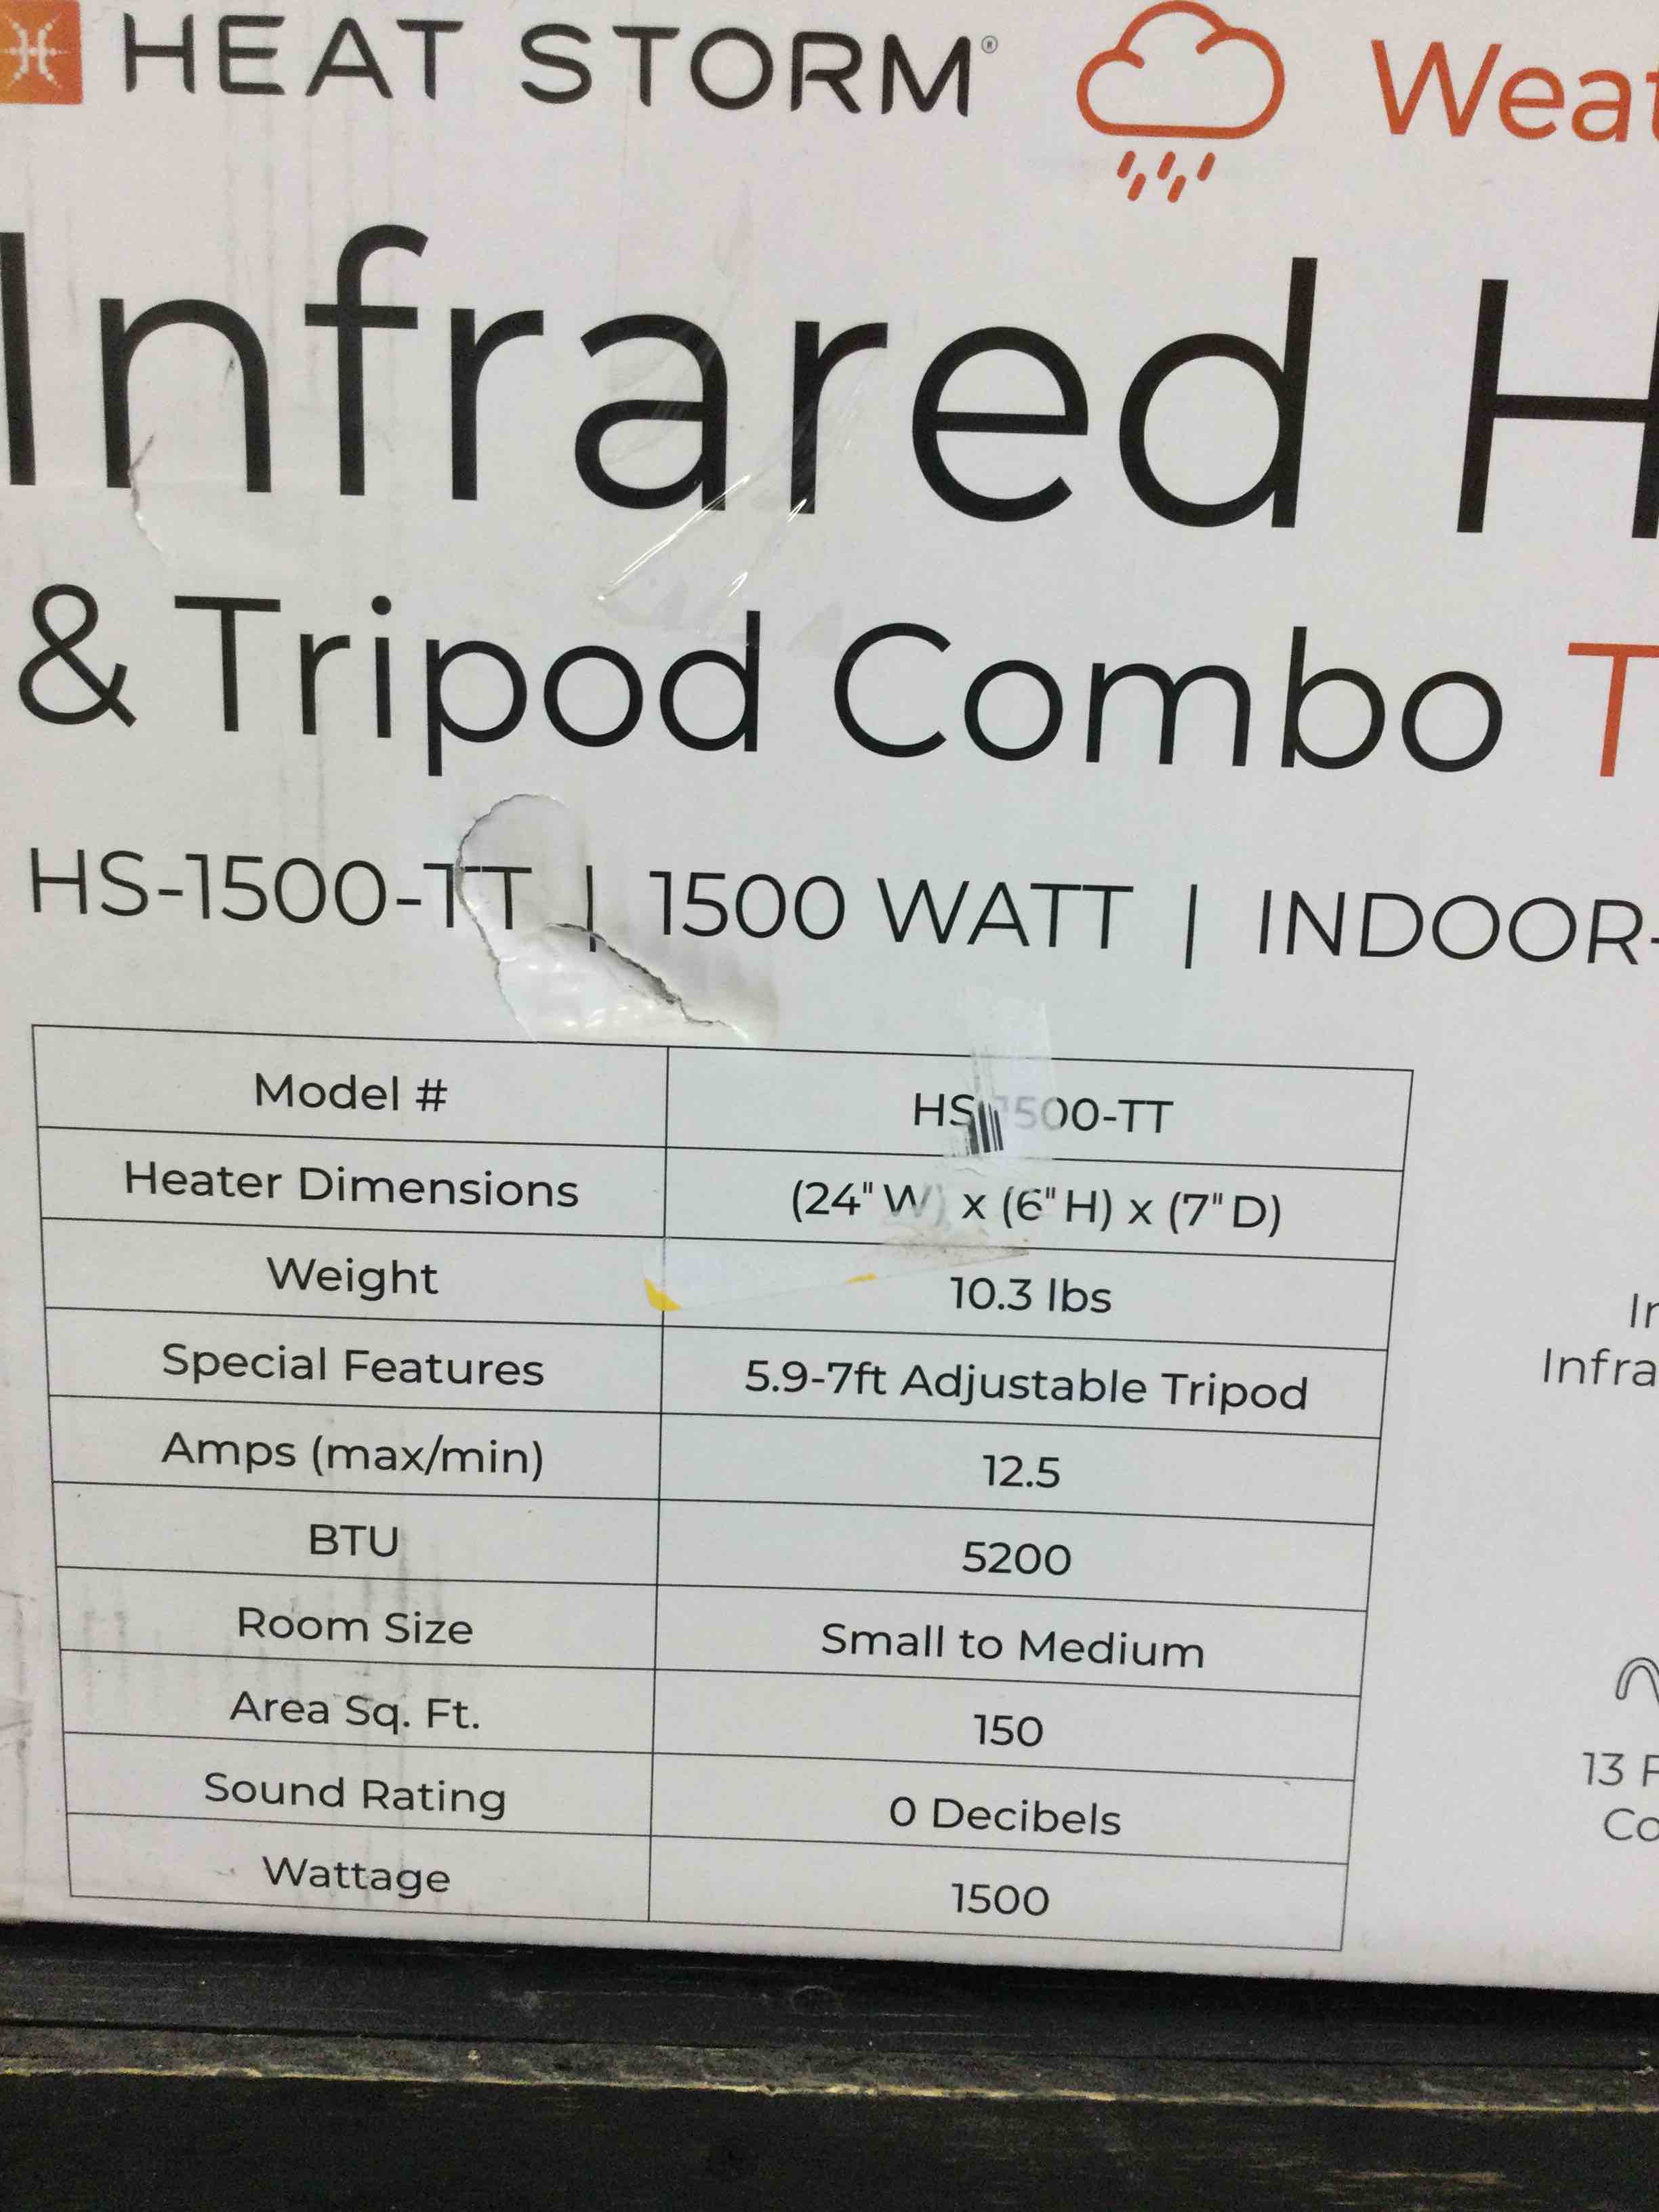 HEAT STORM® Weat
Infrared H
& Tripod Combo T
HS-1500-TT | 1500 WATT | INDOOR-
Model # HS 1500-TT
Heater Dimensions (24" W) x (6" H) x (7" D)
Weight 10.3 lbs
Special Features 5.9-7ft Adjustable Tripod
Amps (max/min) 12.5
BTU 5200
Room Size Small to Medium
Area Sq. Ft. 150
Sound Rating 0 Decibels
Wattage 1500
In
Infra
13 F
Co